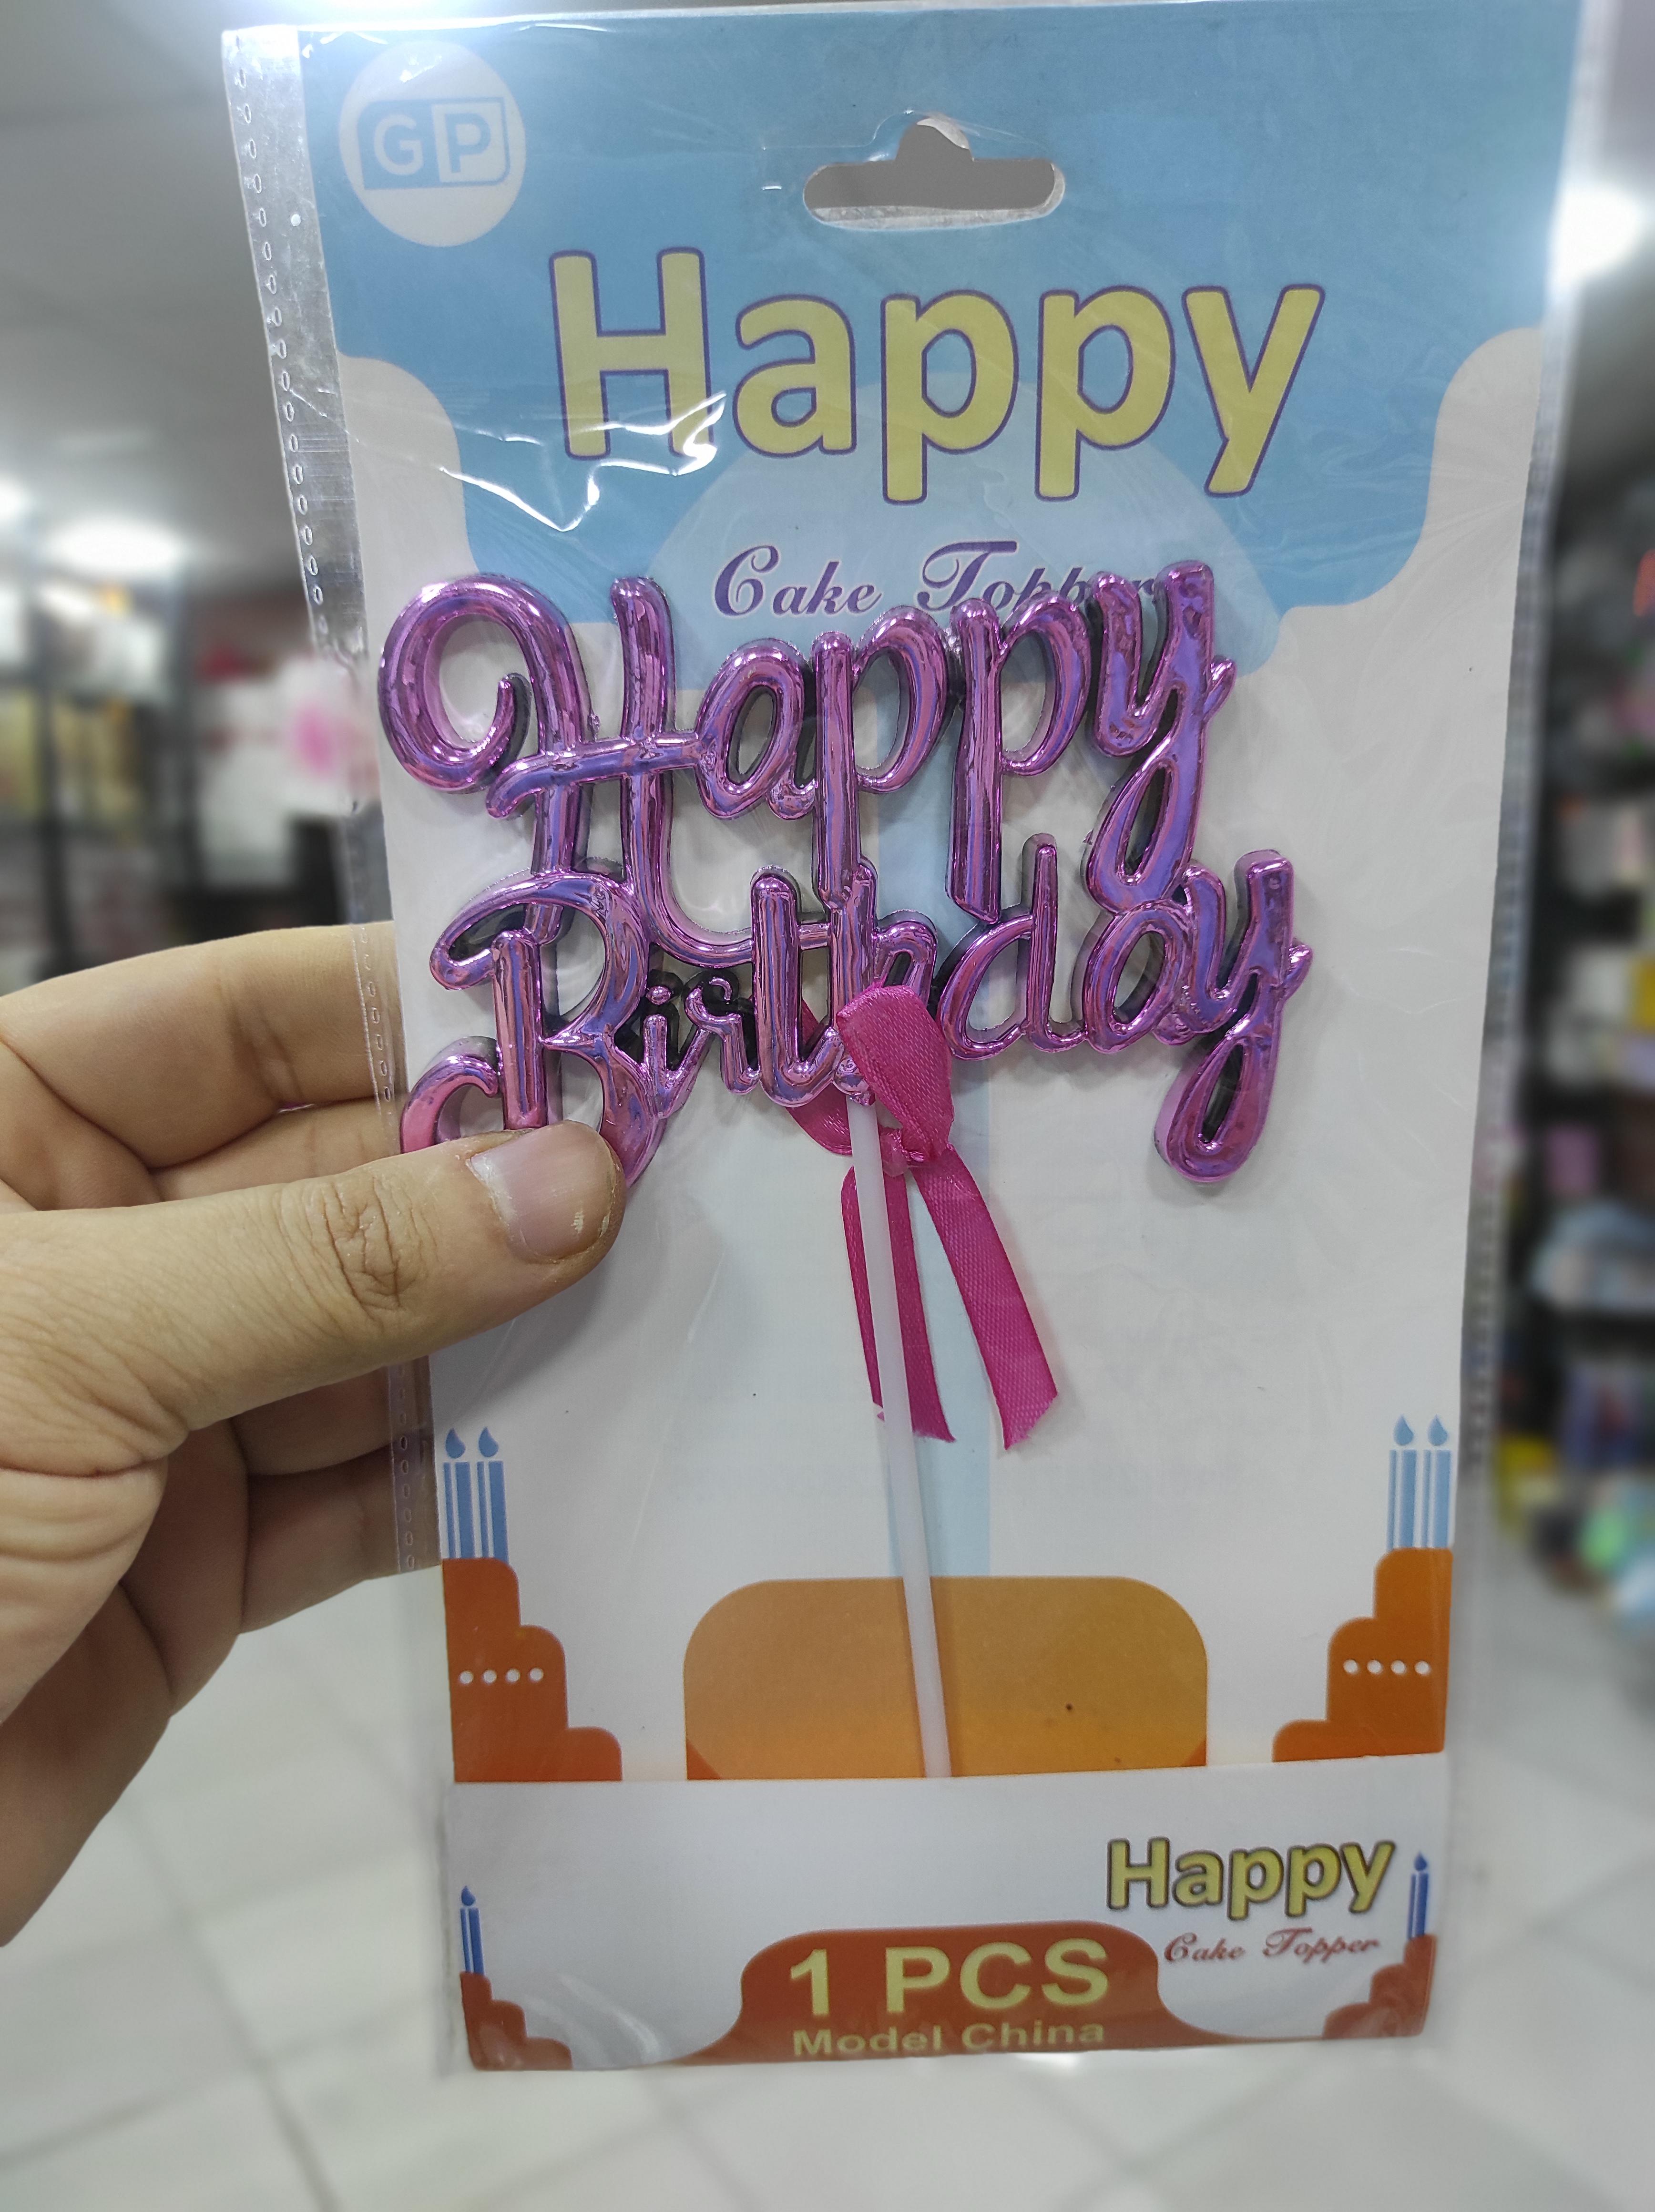 GP
Happy
Cake Topper
Happy
Birthday
Happy
Cake Topper
1 PCS
Model China